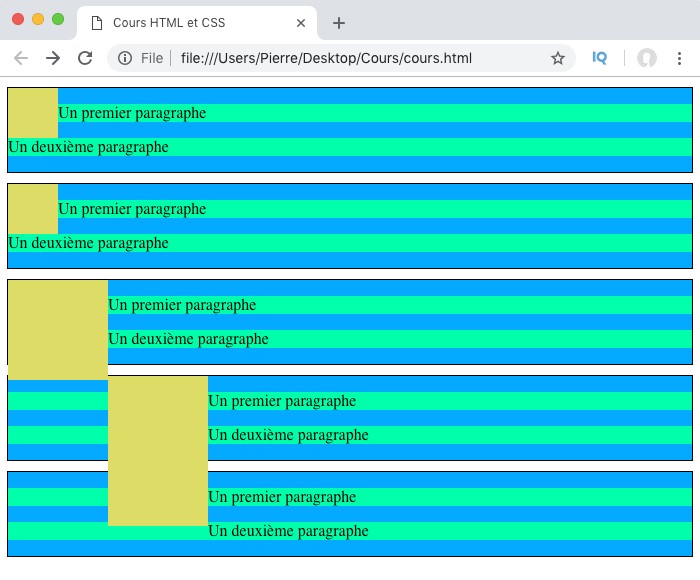 Cours HTML et CSS
File file:///Users/Pierre/Desktop/Cours/cours.html
IQ
Un premier paragraphe
Un deuxième paragraphe
Un premier paragraphe
Un deuxième paragraphe
Un premier paragraphe
Un deuxième paragraphe
Un premier paragraphe
Un deuxième paragraphe
Un premier paragraphe
Un deuxième paragraphe